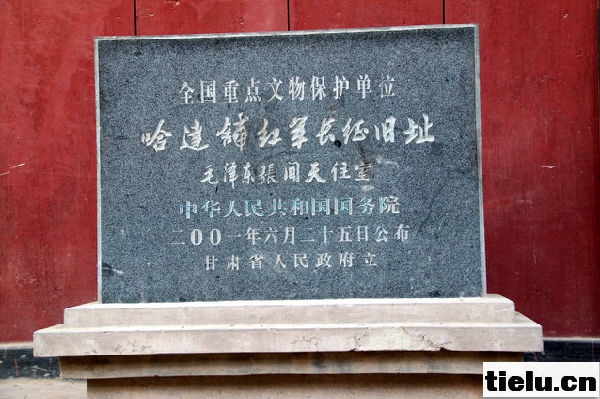 全国重点文物保护单位
哈达铺红军长征旧址
毛泽东張闻天住室
中华人民共和国国务院
二00一年六月二十五日公布
甘肃省人民政府立
tielu.cn